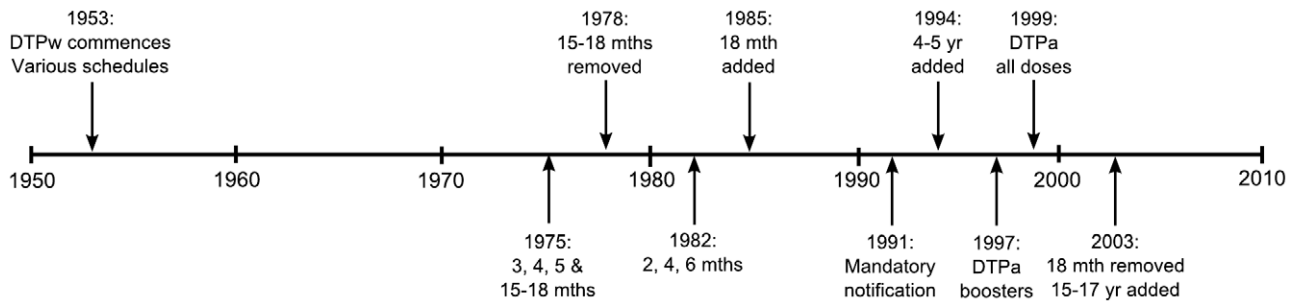 1953:
DTPw commences
Various schedules
1978:
15-18 mths
removed
1985:
18 mth
added
1994:
4-5 yr
added
1999:
DTPa
all doses
1950
1960
1970
1980
1990
2000
2010
1975:
3, 4, 5 &
15-18 mths
1982:
2, 4, 6 mths
1991:
Mandatory
notification
1997:
DTPa
boosters
2003:
18 mth removed
15-17 yr added